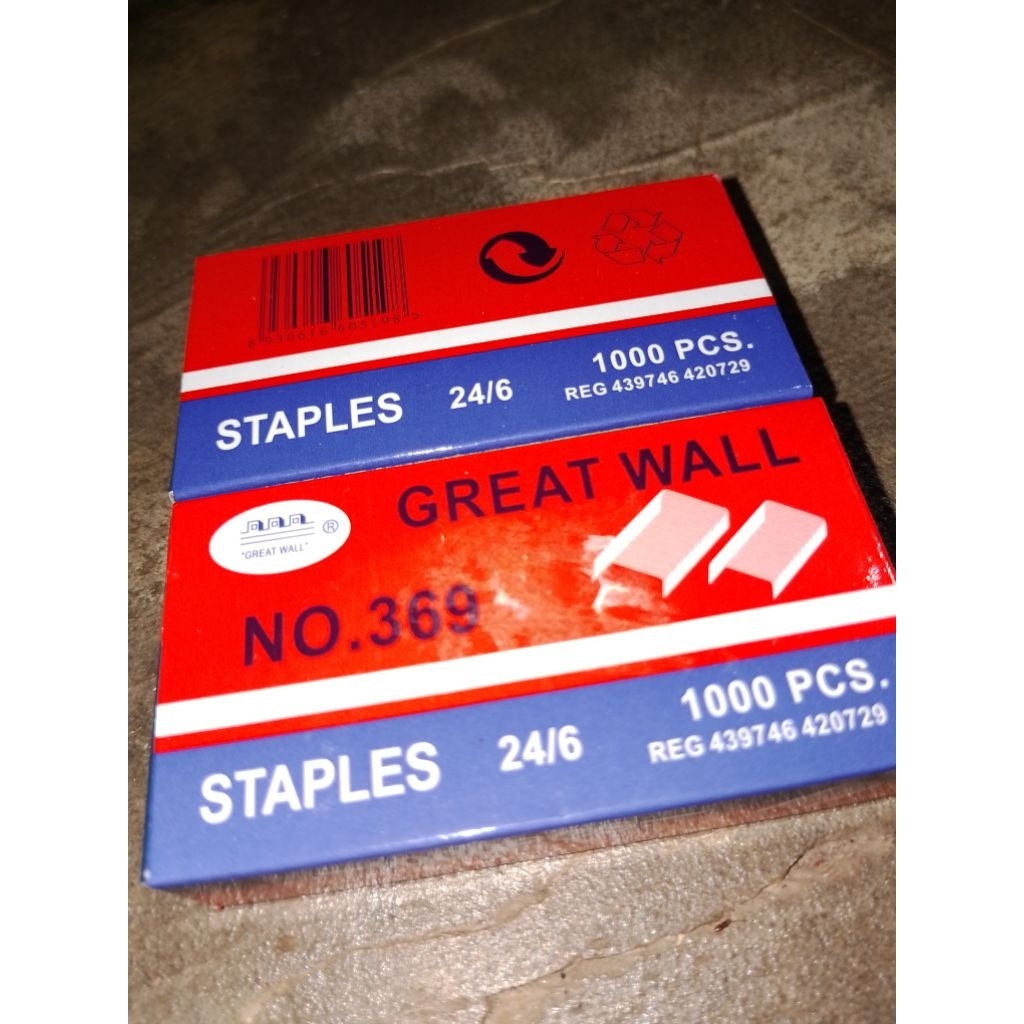 STAPLES 24/6 1000 PCS.
REG 439746 420729
"GREAT WALL" ®
GREAT WALL
NO.369
STAPLES 24/6 1000 PCS.
REG 439746 420729